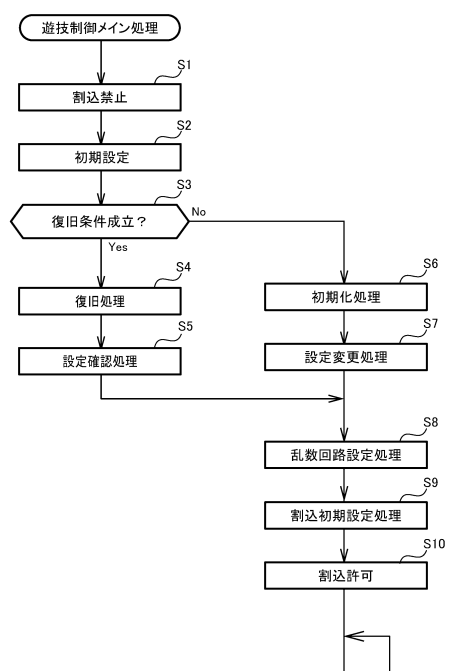 遊技制御メイン処理
S1
割込禁止
S2
初期設定
S3
復旧条件成立？
No
Yes
S4
復旧処理
S5
設定確認処理
S6
初期化処理
S7
設定変更処理
S8
乱数回路設定処理
S9
割込初期設定処理
S10
割込許可